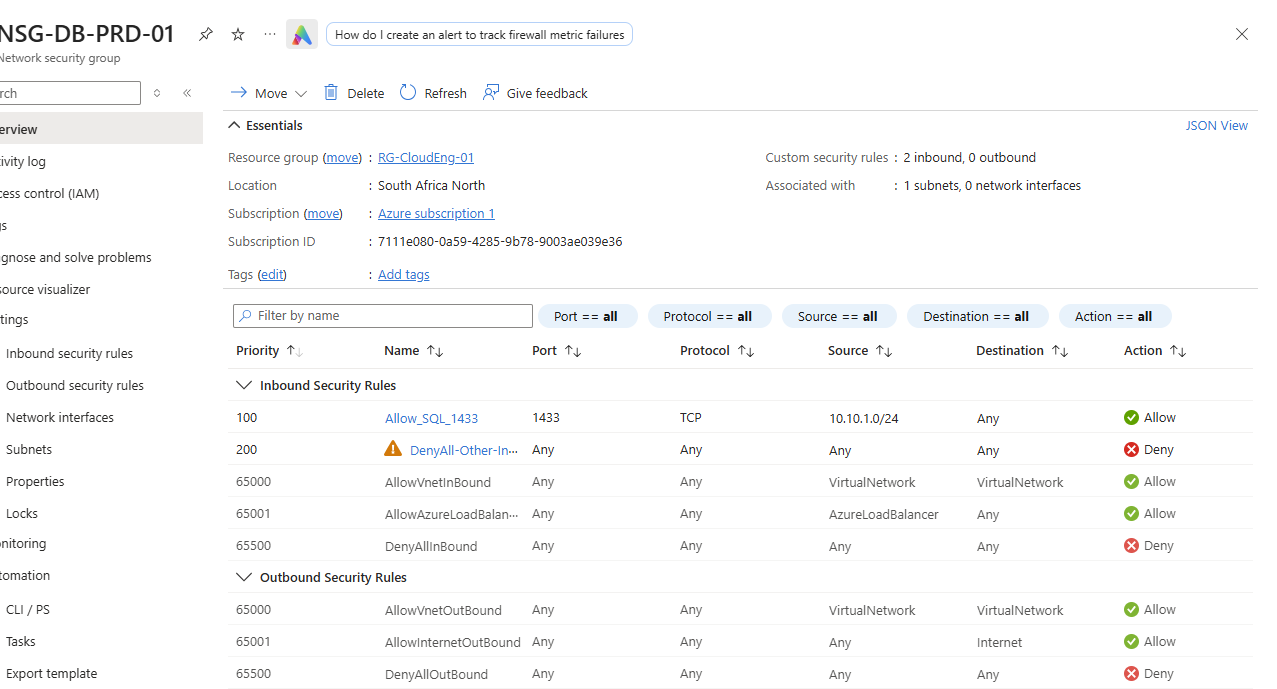 NSG-DB-PRD-01
How do I create an alert to track firewall metric failures
Network security group
rch
Move
Delete
Refresh
Give feedback
erview
Essentials
JSON View
ivity log
Resource group (move) : RG-CloudEng-01
Custom security rules : 2 inbound, 0 outbound
Location : South Africa North
Associated with : 1 subnets, 0 network interfaces
cess control (IAM)
Subscription (move) : Azure subscription 1
gs
Subscription ID : 7111e080-0a59-4285-9b78-9003ae039e36
gnose and solve problems
Tags (edit) : Add tags
source visualizer
tings
Inbound security rules
Outbound security rules
Network interfaces
Subnets
Properties
Locks
nitoring
tomation
CLI / PS
Tasks
Export template
Filter by name
Port == all
Protocol == all
Source == all
Destination == all
Action == all
Priority Name Port Protocol Source Destination Action
Inbound Security Rules
100 Allow_SQL_1433 1433 TCP 10.10.1.0/24 Any Allow
200 DenyAll-Other-In... Any Any Any Any Deny
65000 AllowVnetInBound Any Any VirtualNetwork VirtualNetwork Allow
65001 AllowAzureLoadBalan... Any Any AzureLoadBalancer Any Allow
65500 DenyAllInBound Any Any Any Any Deny
Outbound Security Rules
65000 AllowVnetOutBound Any Any VirtualNetwork VirtualNetwork Allow
65001 AllowInternetOutBound Any Any Any Internet Allow
65500 DenyAllOutBound Any Any Any Any Deny